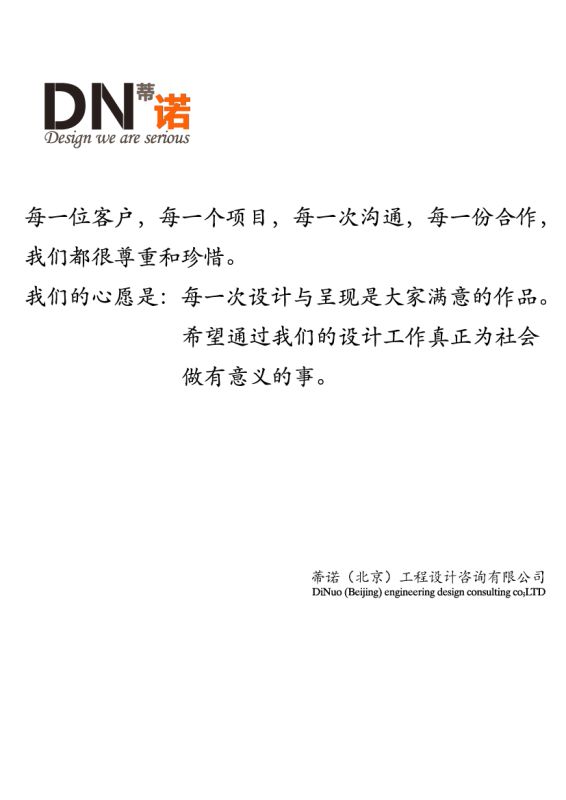 DN蒂诺
Design we are serious
每一位客户，每一个项目，每一次沟通，每一份合作，
我们都很尊重和珍惜。
我们的心愿是：每一次设计与呈现是大家满意的作品。
希望通过我们的设计工作真正为社会
做有意义的事。
蒂诺（北京）工程设计咨询有限公司
DiNuo (Beijing) engineering design consulting co;LTD